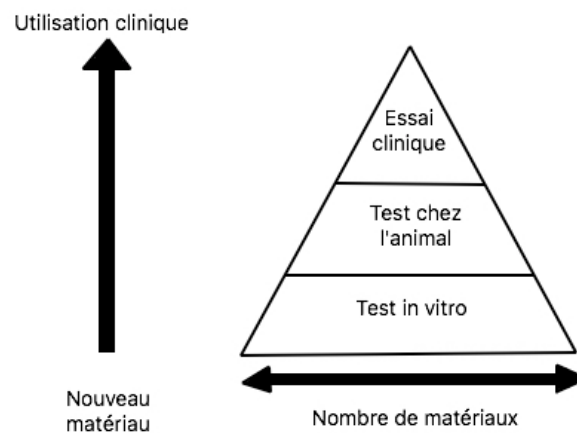 Utilisation clinique
Essai
clinique
Test chez
l'animal
Test in vitro
Nouveau
matériau
Nombre de matériaux